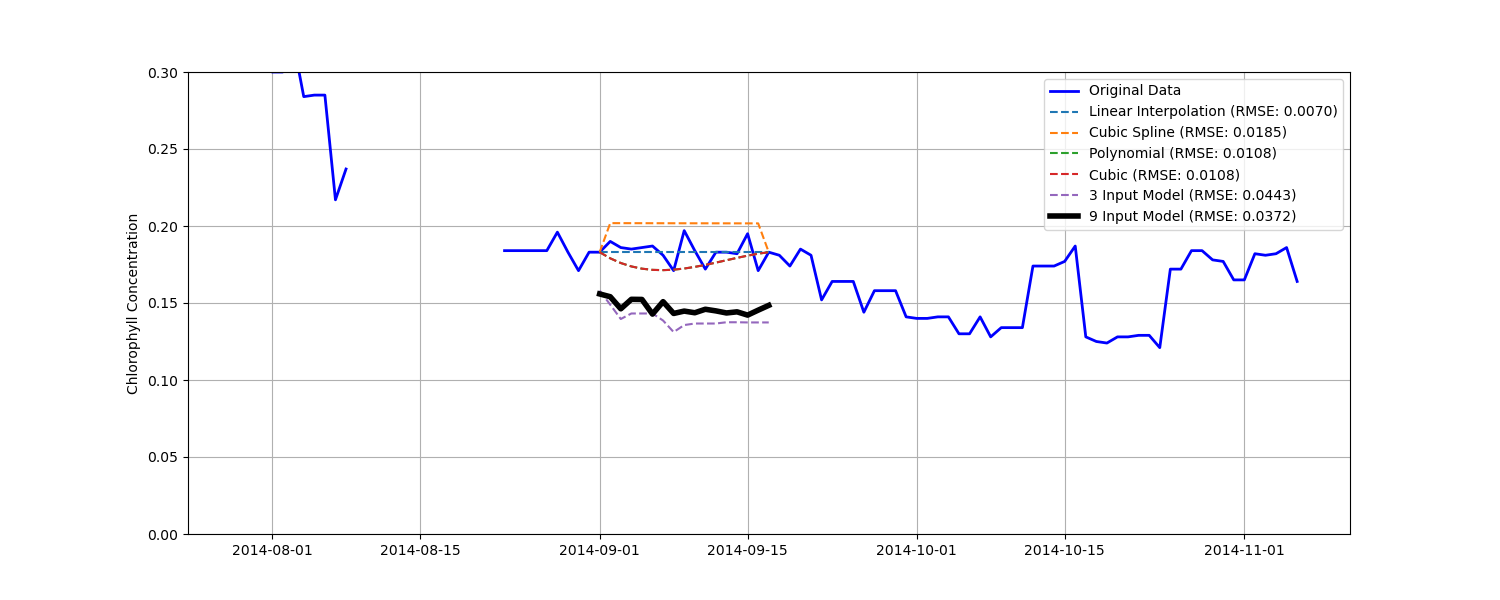 0.30
0.25
0.20
0.15
0.10
0.05
0.00
Chlorophyll Concentration
Original Data
Linear Interpolation (RMSE: 0.0070)
Cubic Spline (RMSE: 0.0185)
Polynomial (RMSE: 0.0108)
Cubic (RMSE: 0.0108)
3 Input Model (RMSE: 0.0443)
9 Input Model (RMSE: 0.0372)
2014-08-01
2014-08-15
2014-09-01
2014-09-15
2014-10-01
2014-10-15
2014-11-01